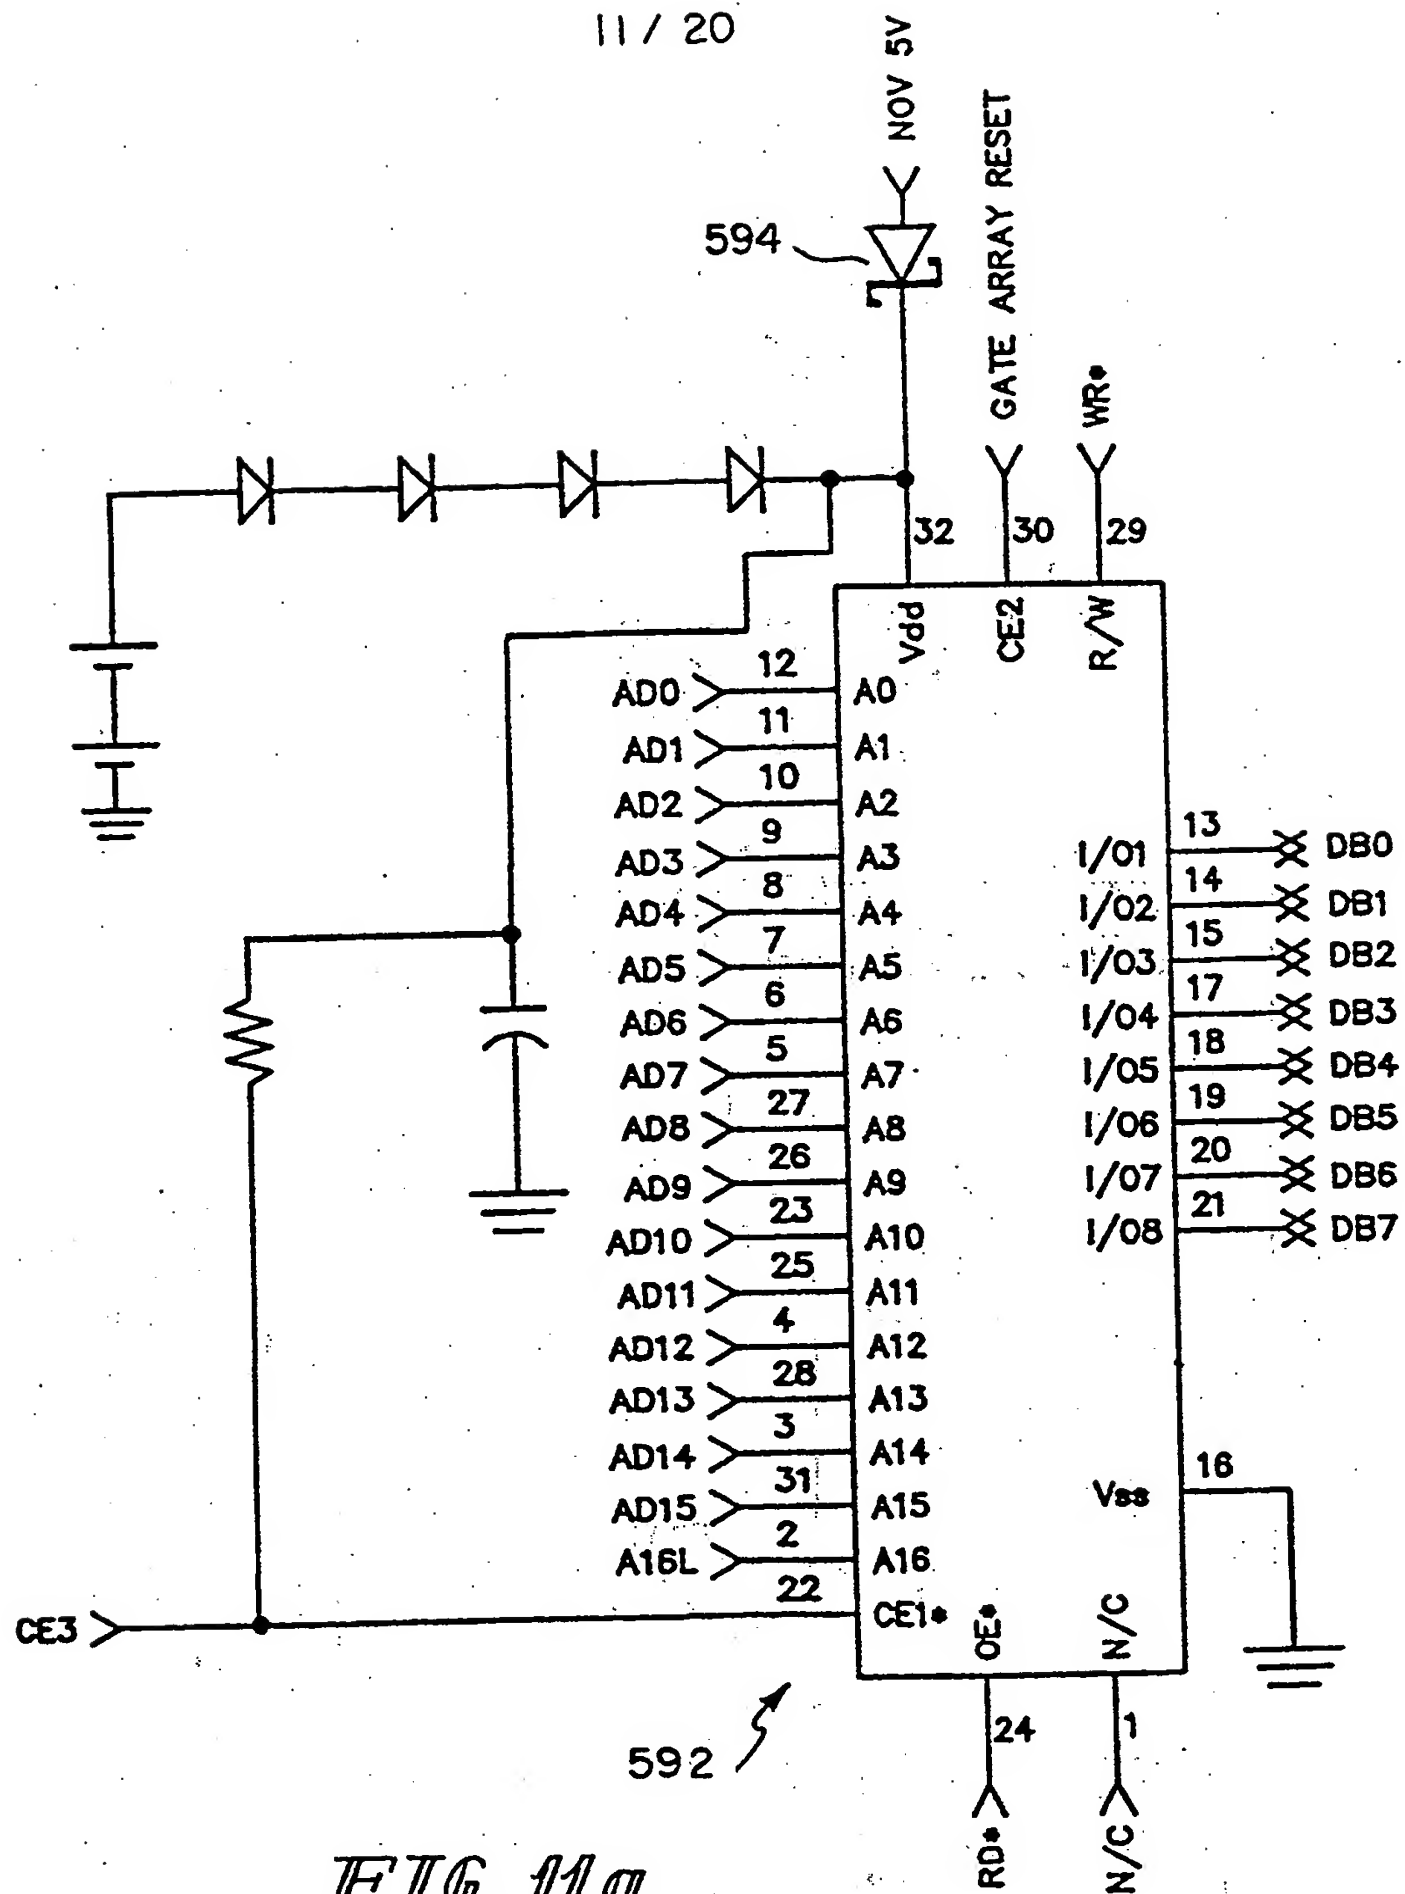 11 / 20
NOV 5V
GATE ARRAY RESET
WR*
594
32
30
29
Vdd
CE2
R/W
AD0 12 A0
AD1 11 A1
AD2 10 A2
AD3 9 A3
AD4 8 A4
AD5 7 A5
AD6 6 A6
AD7 5 A7
AD8 27 A8
AD9 26 A9
AD10 23 A10
AD11 25 A11
AD12 4 A12
AD13 28 A13
AD14 3 A14
AD15 31 A15
A16L 2 A16
CE3 22 CE1*
I/O1 13 DB0
I/O2 14 DB1
I/O3 15 DB2
I/O4 17 DB3
I/O5 18 DB4
I/O6 19 DB5
I/O7 20 DB6
I/O8 21 DB7
Vss 16
OE*
N/C
24
1
RD*
N/C
592
FIG. 11a